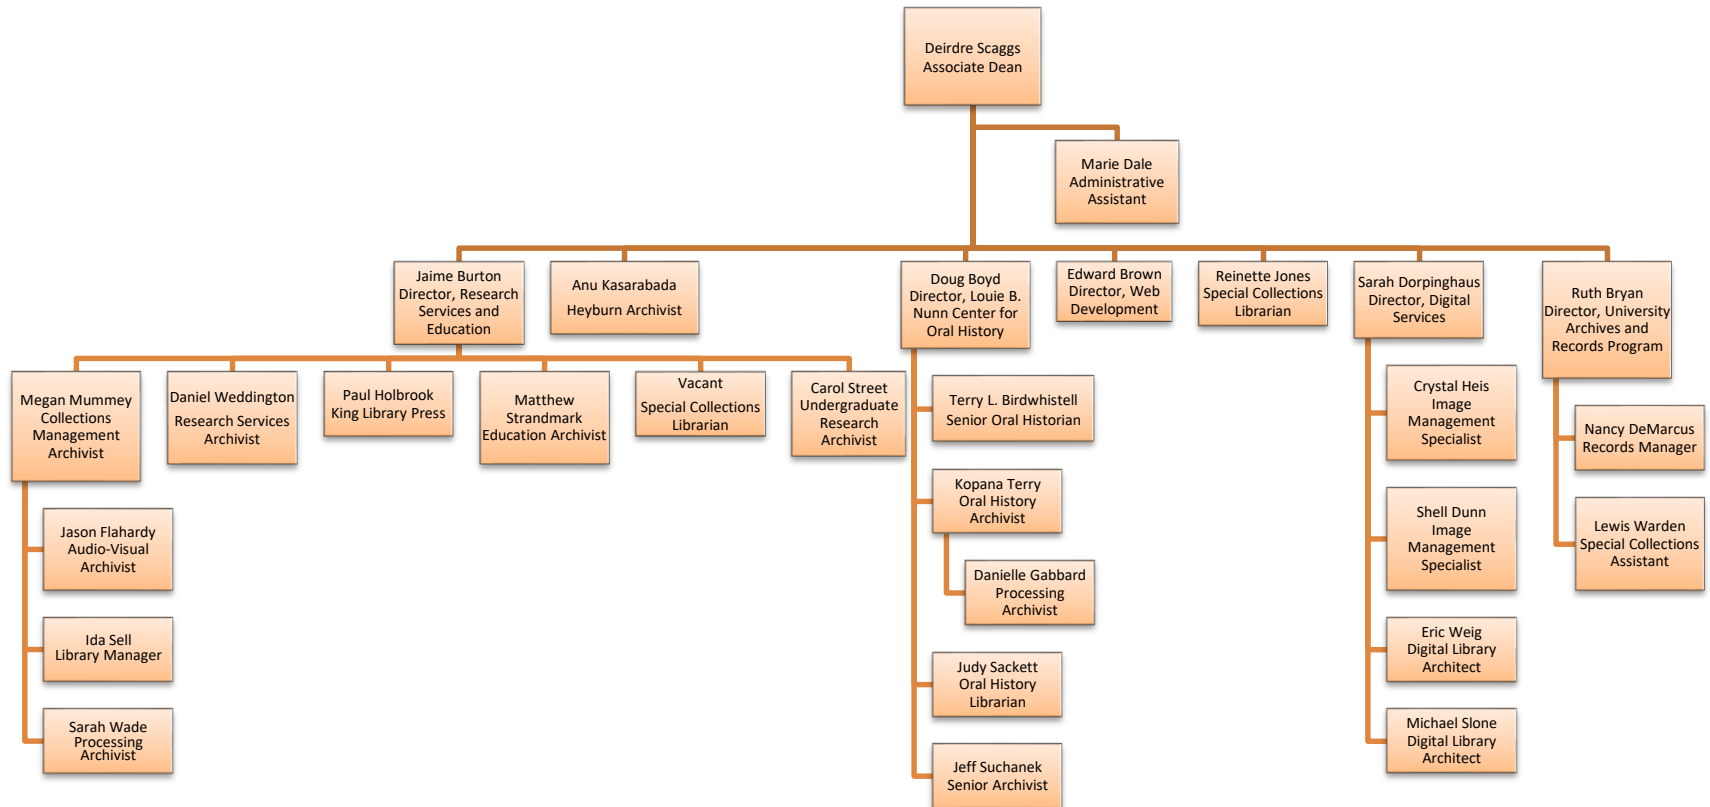 Deirdre Scaggs
Associate Dean
Marie Dale
Administrative
Assistant
Jaime Burton
Director, Research
Services and
Education
Anu Kasarabada
Heyburn Archivist
Doug Boyd
Director, Louie B.
Nunn Center for
Oral History
Edward Brown
Director, Web
Development
Reinette Jones
Special Collections
Librarian
Sarah Dorpinghaus
Director, Digital
Services
Ruth Bryan
Director, University
Archives and
Records Program
Megan Mummey
Collections
Management
Archivist
Daniel Weddington
Research Services
Archivist
Paul Holbrook
King Library Press
Matthew
Strandmark
Education Archivist
Vacant
Special Collections
Librarian
Carol Street
Undergraduate
Research
Archivist
Jason Flahardy
Audio-Visual
Archivist
Ida Sell
Library Manager
Sarah Wade
Processing
Archivist
Terry L. Birdwhistell
Senior Oral Historian
Kopana Terry
Oral History
Archivist
Danielle Gabbard
Processing
Archivist
Judy Sackett
Oral History
Librarian
Jeff Suchanek
Senior Archivist
Crystal Heis
Image
Management
Specialist
Shell Dunn
Image
Management
Specialist
Eric Weig
Digital Library
Architect
Michael Slone
Digital Library
Architect
Nancy DeMarcus
Records Manager
Lewis Warden
Special Collections
Assistant